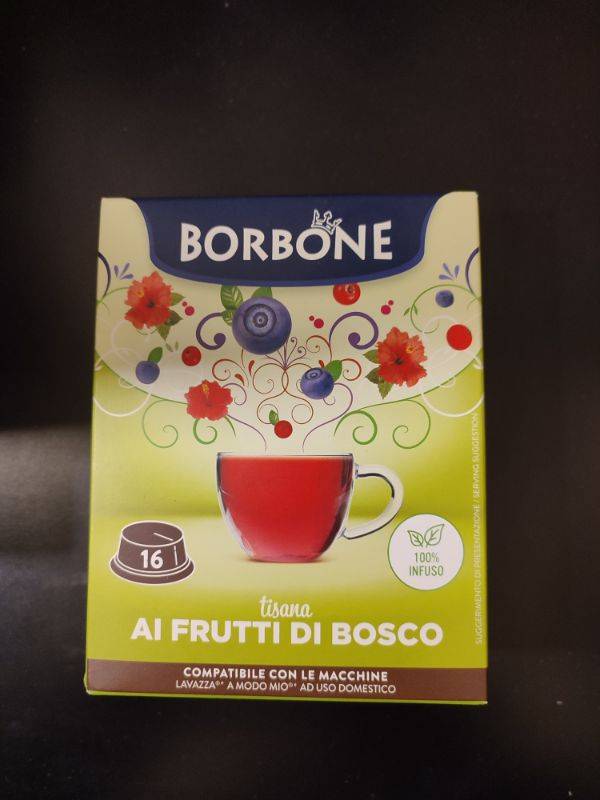 BORBONE
16
100%
INFUSO
tisana
AI FRUTTI DI BOSCO
SUGGERIMENTO DI PRESENTAZIONE / SERVING SUGGESTION
COMPATIBILE CON LE MACCHINE
LAVAZZA®* A MODO MIO®* AD USO DOMESTICO